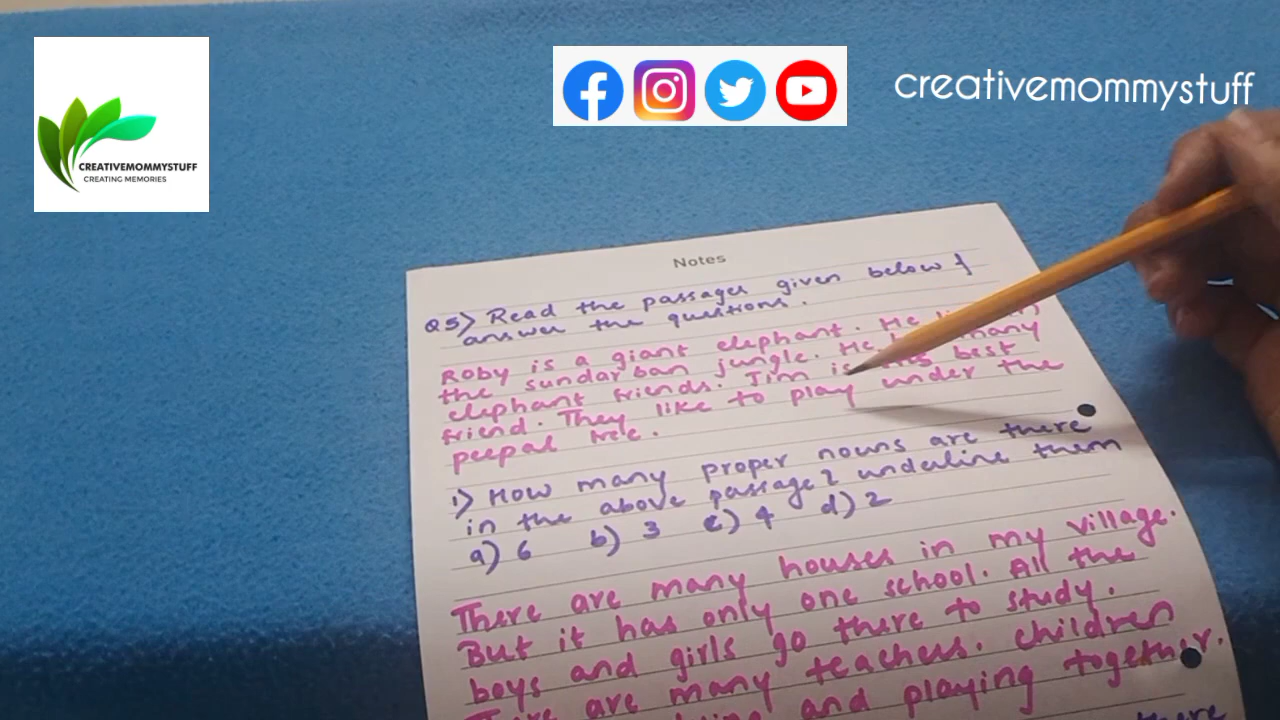 CREATIVEMOMMYSTUFF
CREATING MEMORIES
creativemommystuff
Notes
Q5) Read the passages given below &
answer the questions.
Roby is a giant elephant. He
the sundarban jungle. He many
elephant friends. Jim is his best
friend. They like to play under the
peepal tree.
1) How many proper nouns are there
in the above passage? underline them
a) 6 b) 3 c) 4 d) 2
There are many houses in my village.
But it has only one school. All the
boys and girls go there to study.
There are many teachers. children
and playing together.
there